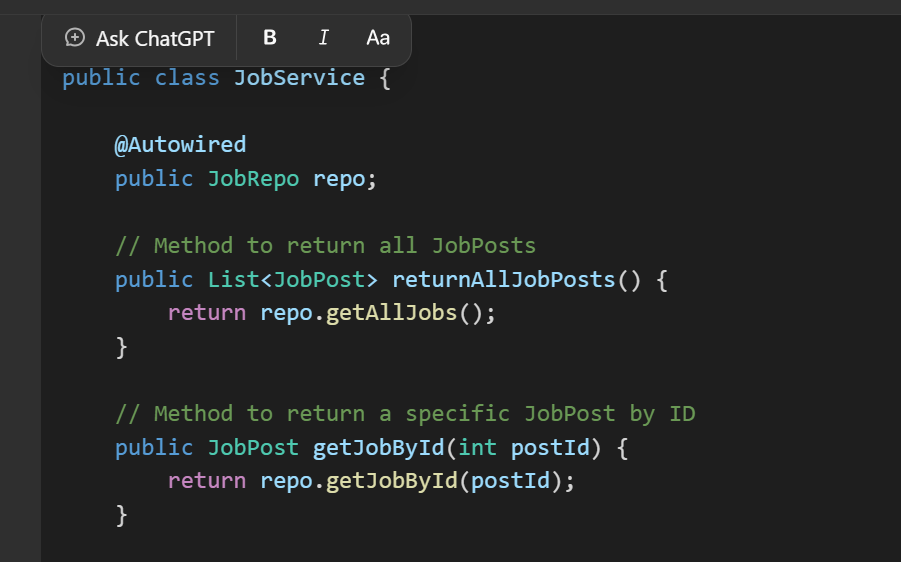 Ask ChatGPT B I Aa
public class JobService {
@Autowired
public JobRepo repo;
// Method to return all JobPosts
public List<JobPost> returnAllJobPosts() {
return repo.getAllJobs();
}
// Method to return a specific JobPost by ID
public JobPost getJobById(int postId) {
return repo.getJobById(postId);
}